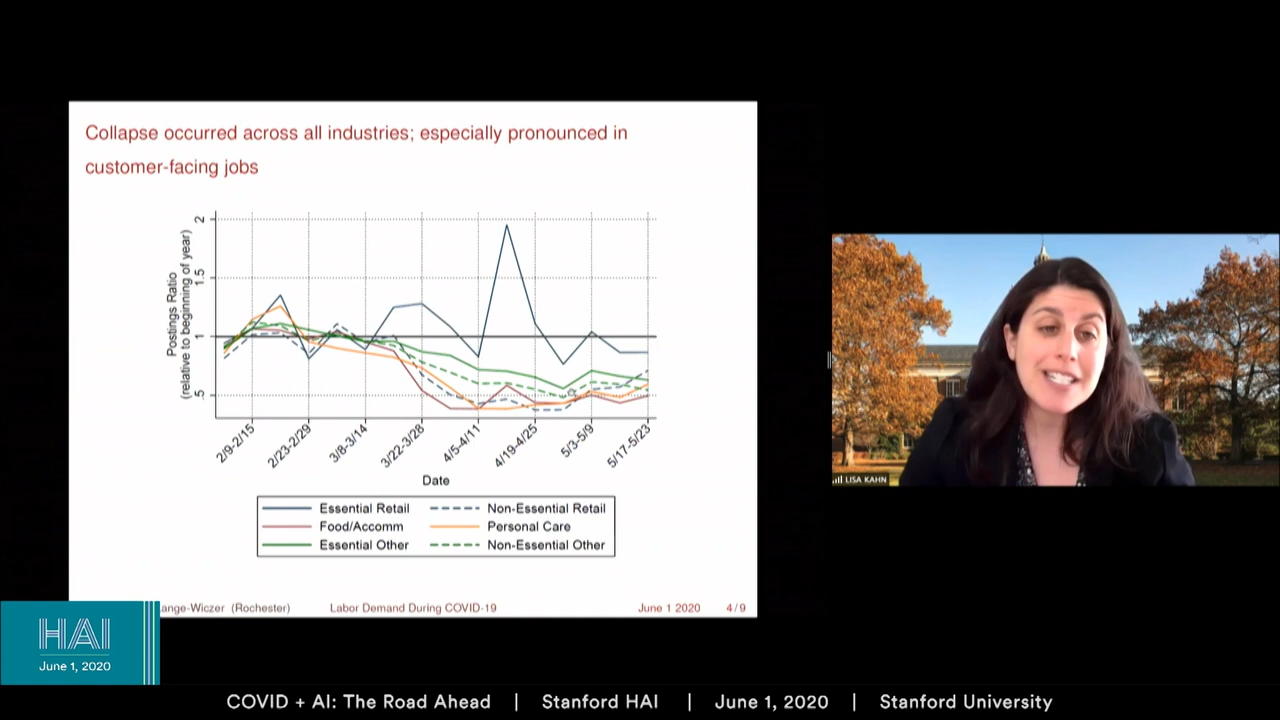 Collapse occurred across all industries; especially pronounced in
customer-facing jobs
Postings Ratio
(relative to beginning of year)
2
1.5
1
.5
2/9-2/15
2/23-2/29
3/8-3/14
3/22-3/28
4/5-4/11
4/19-4/25
5/3-5/9
5/17-5/23
Date
Essential Retail
Non-Essential Retail
Food/Accomm
Personal Care
Essential Other
Non-Essential Other
ange-Wiczer (Rochester) Labor Demand During COVID-19 June 1 2020 4/9
LISA KAHN
HAI
June 1, 2020
COVID + AI: The Road Ahead | Stanford HAI | June 1, 2020 | Stanford University